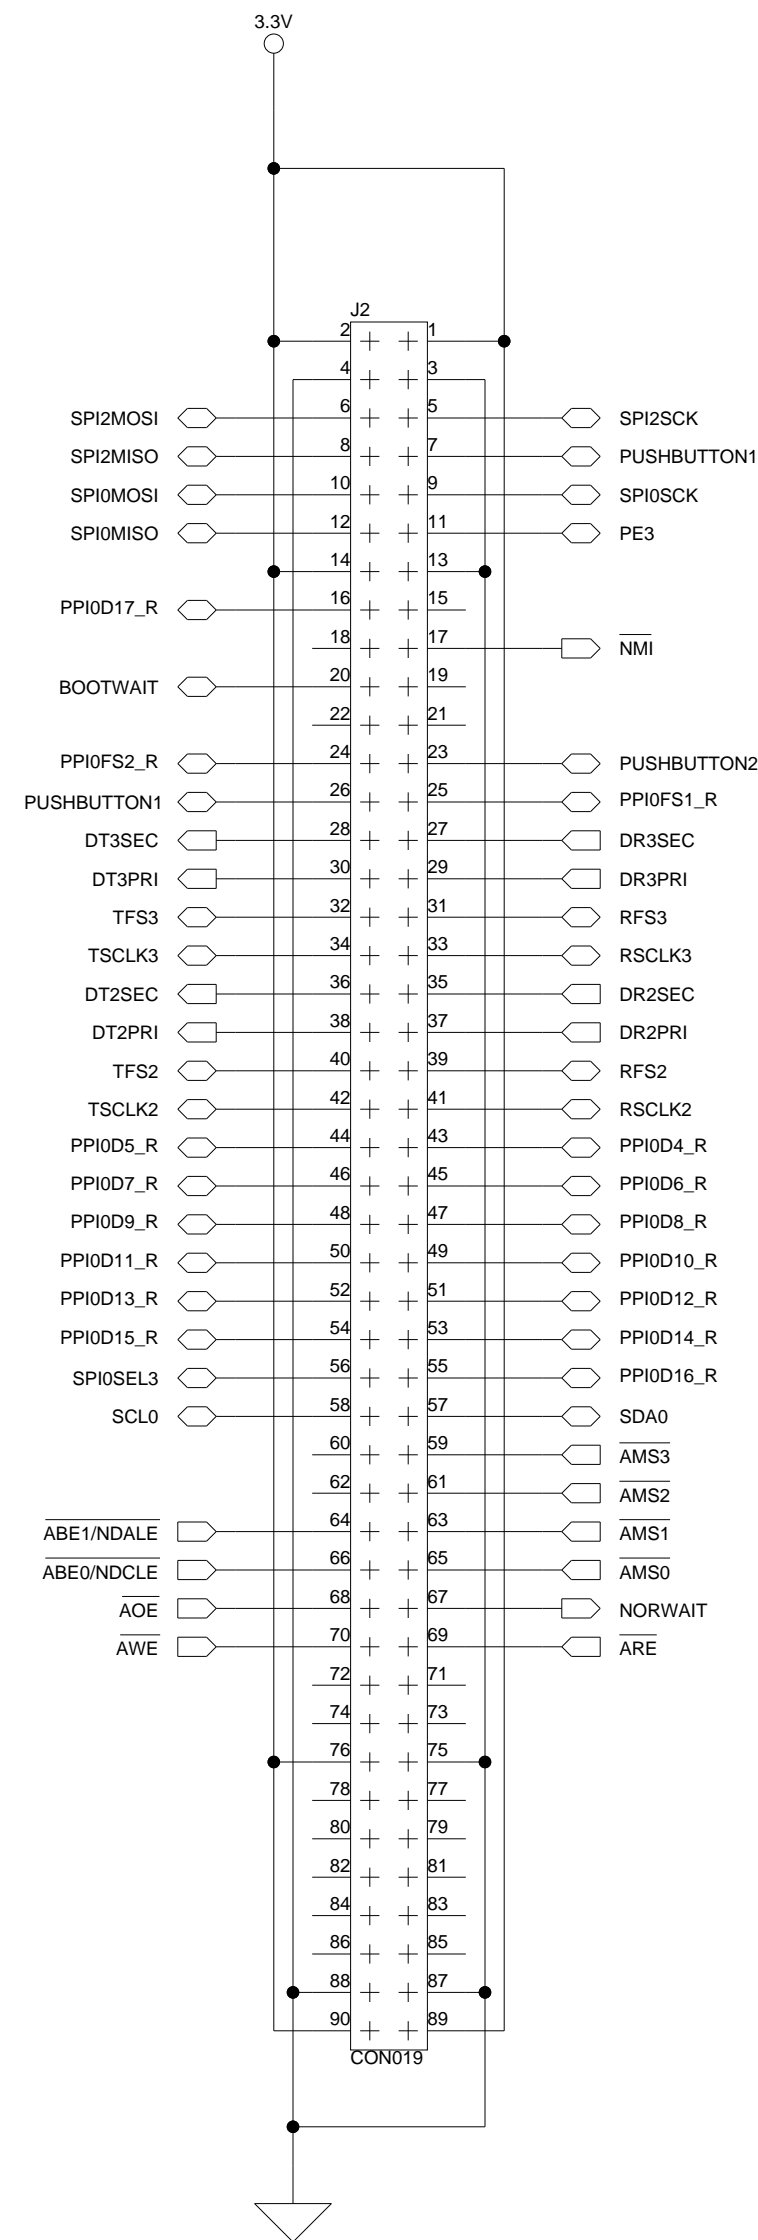 3.3V
J2
2 1
4 3
SPI2MOSI 6 5 SPI2SCK
SPI2MISO 8 7 PUSHBUTTON1
SPI0MOSI 10 9 SPI0SCK
SPI0MISO 12 11 PE3
14 13
PPI0D17_R 16 15
18 17 NMI
BOOTWAIT 20 19
22 21
PPI0FS2_R 24 23 PUSHBUTTON2
PUSHBUTTON1 26 25 PPI0FS1_R
DT3SEC 28 27 DR3SEC
DT3PRI 30 29 DR3PRI
TFS3 32 31 RFS3
TSCLK3 34 33 RSCLK3
DT2SEC 36 35 DR2SEC
DT2PRI 38 37 DR2PRI
TFS2 40 39 RFS2
TSCLK2 42 41 RSCLK2
PPI0D5_R 44 43 PPI0D4_R
PPI0D7_R 46 45 PPI0D6_R
PPI0D9_R 48 47 PPI0D8_R
PPI0D11_R 50 49 PPI0D10_R
PPI0D13_R 52 51 PPI0D12_R
PPI0D15_R 54 53 PPI0D14_R
SPI0SEL3 56 55 PPI0D16_R
SCL0 58 57 SDA0
60 59 AMS3
62 61 AMS2
ABE1/NDALE 64 63 AMS1
ABE0/NDCLE 66 65 AMS0
AOE 68 67 NORWAIT
AWE 70 69 ARE
72 71
74 73
76 75
78 77
80 79
82 81
84 83
86 85
88 87
90 89
CON019